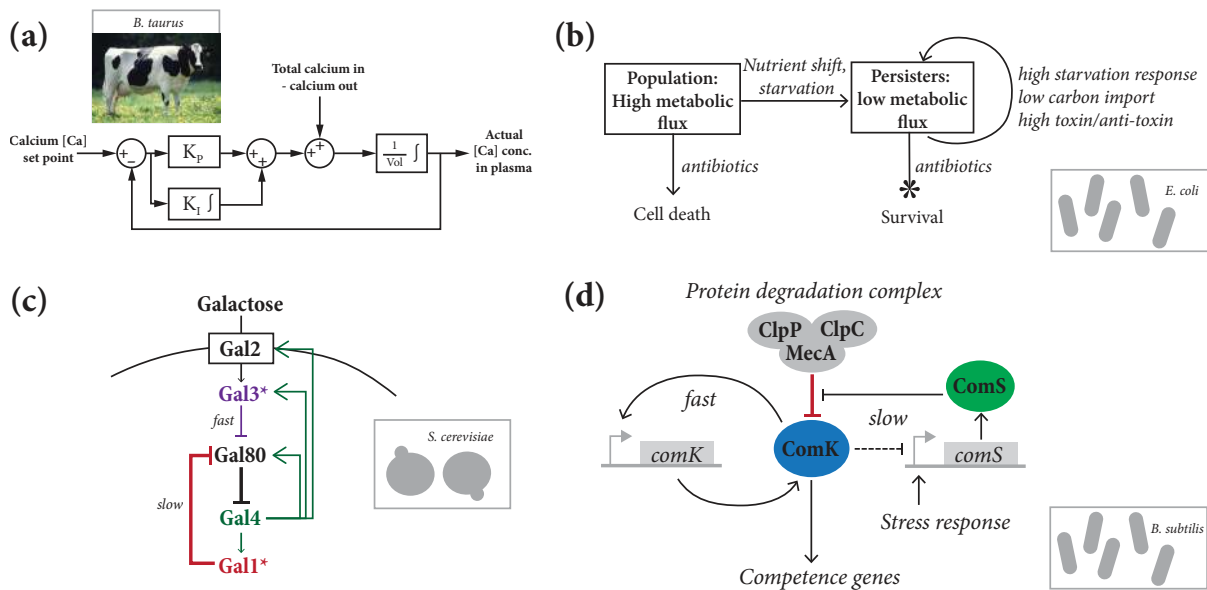 (a)
B. taurus
Total calcium in
- calcium out
Calcium [Ca]
set point
+
−
K_P
K_I ∫
+
+
+
+
1
Vol
∫
Actual
[Ca] conc.
in plasma
(b)
Population:
High metabolic
flux
Nutrient shift,
starvation
Persisters:
low metabolic
flux
high starvation response
low carbon import
high toxin/anti-toxin
antibiotics
antibiotics
Cell death
*
Survival
E. coli
(c)
Galactose
Gal2
Gal3*
fast
Gal80
slow
Gal4
Gal1*
S. cerevisiae
(d)
Protein degradation complex
ClpP
ClpC
MecA
ComS
fast
slow
comK
ComK
comS
Stress response
Competence genes
B. subtilis